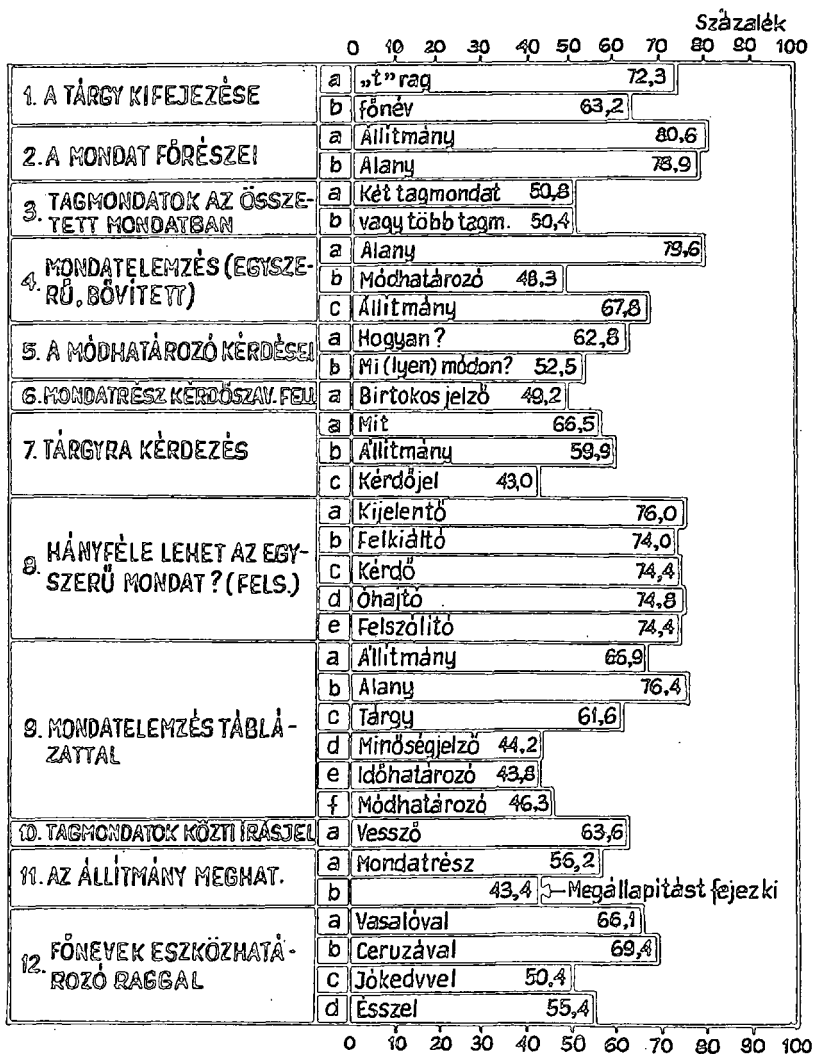 Százalék
0 10 20 30 40 50 60 70 80 90 100
1. A TÁRGY KIFEJEZÉSE
a „t” rag 72,3
b főnév 63,2
2. A MONDAT FŐRÉSZEI
a Állitmány 80,6
b Alany 78,9
3. TAGMONDATOK AZ ÖSSZE-
TETT MONDATBAN
a Két tagmondat 50,8
b vagy több tagm. 50,4
4. MONDATELEMZÉS (EGYSZE-
RŰ, BŐVÍTETT)
a Alany 79,6
b Módhatározó 48,3
c Állitmány 67,8
5. A MÓDHATÁROZÓ KÉRDÉSEI
a Hogyan? 62,8
b Mi (lyen) módon? 52,5
6. MONDATRÉSZ KÉRDŐSZAV. FELI
a Birtokos jelző 49,2
7. TÁRGYRA KÉRDEZÉS
a Mit 66,5
b Állitmány 59,9
c Kérdőjel 43,0
8. HÁNYFÉLE LEHET AZ EGY-
SZERŰ MONDAT? (FELS.)
a Kijelentő 76,0
b Felkiáltó 74,0
c Kérdő 74,4
d Óhajtó 74,8
e Felszólitó 74,4
9. MONDATELEMZÉS TÁBLÁ-
ZATTAL
a Állitmány 66,9
b Alany 76,4
c Tárgy 61,6
d Minőségjelző 44,2
e Időhatározó 43,8
f Módhatározó 46,3
10. TAGMONDATOK KÖZTI ÍRÁSJEL
a Vessző 63,6
11. AZ ÁLLÍTMÁNY MEGHAT.
a Mondatrész 56,2
b 43,4 Megállapitást fejez ki
12. FŐNEVEK ESZKÖZHATÁ-
ROZÓ RAGGAL
a Vasalóval 66,1
b Ceruzával 69,4
c Jókedvvel 50,4
d Ésszel 55,4
0 10 20 30 40 50 60 70 80 90 100